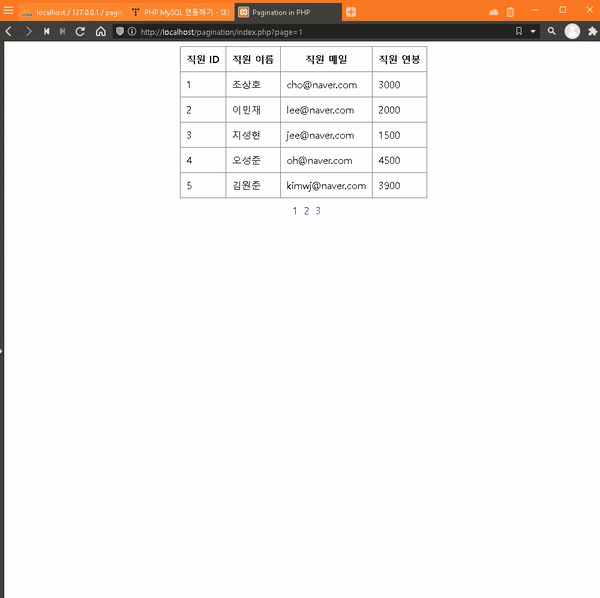 localhost / 127.0.0.1 / pagin
PHP MySQL 연동하기 - SE
Pagination in PHP
http://localhost/pagination/index.php?page=1
직원 ID 직원 이름 직원 메일 직원 연봉
1 조상호 cho@naver.com 3000
2 이민재 lee@naver.com 2000
3 지성현 jee@naver.com 1500
4 오성준 oh@naver.com 4500
5 김원준 kimwj@naver.com 3900
1 2 3